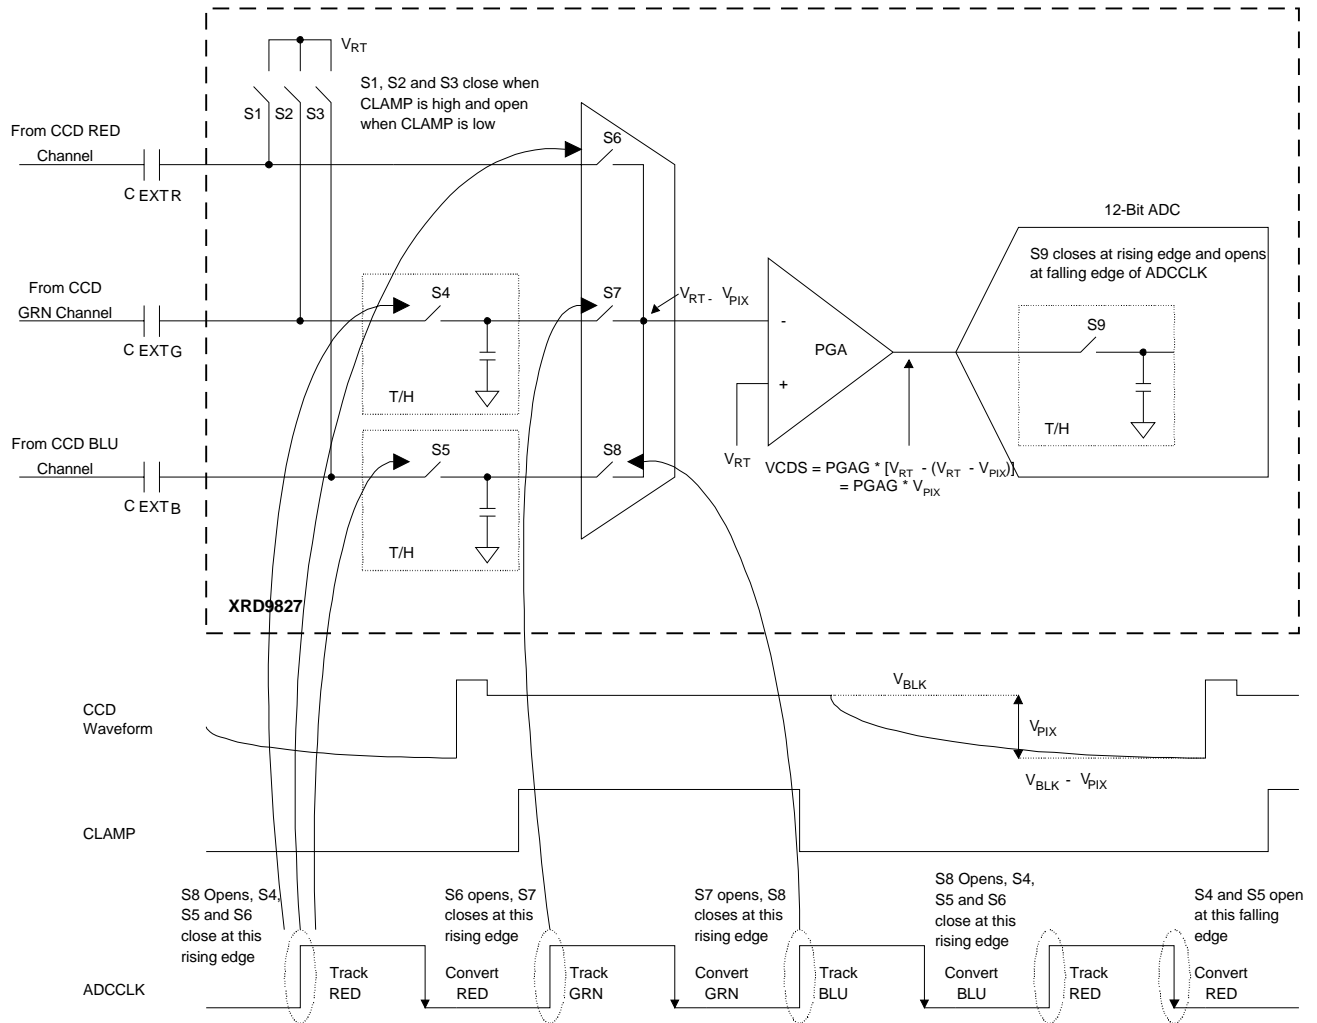 VRT
S1, S2 and S3 close when
CLAMP is high and open
when CLAMP is low
S1 S2 S3
From CCD RED
Channel
C EXTR
S6
12-Bit ADC
S9 closes at rising edge and opens
at falling edge of ADCCLK
From CCD
GRN Channel
C EXTG
S4
S7
VRT - VPIX
S9
-
PGA
+
T/H
T/H
From CCD BLU
Channel
C EXTB
S5
S8
VRT
VCDS = PGAG * [VRT - (VRT - VPIX)]
= PGAG * VPIX
T/H
XRD9827
CCD
Waveform
VBLK
VPIX
VBLK - VPIX
CLAMP
S8 Opens, S4,
S5 and S6
close at this
rising edge
S6 opens, S7
closes at this
rising edge
S7 opens, S8
closes at this
rising edge
S8 Opens, S4,
S5 and S6
close at this
rising edge
S4 and S5 open
at this falling
edge
ADCCLK
Track
RED
Convert
RED
Track
GRN
Convert
GRN
Track
BLU
Convert
BLU
Track
RED
Convert
RED